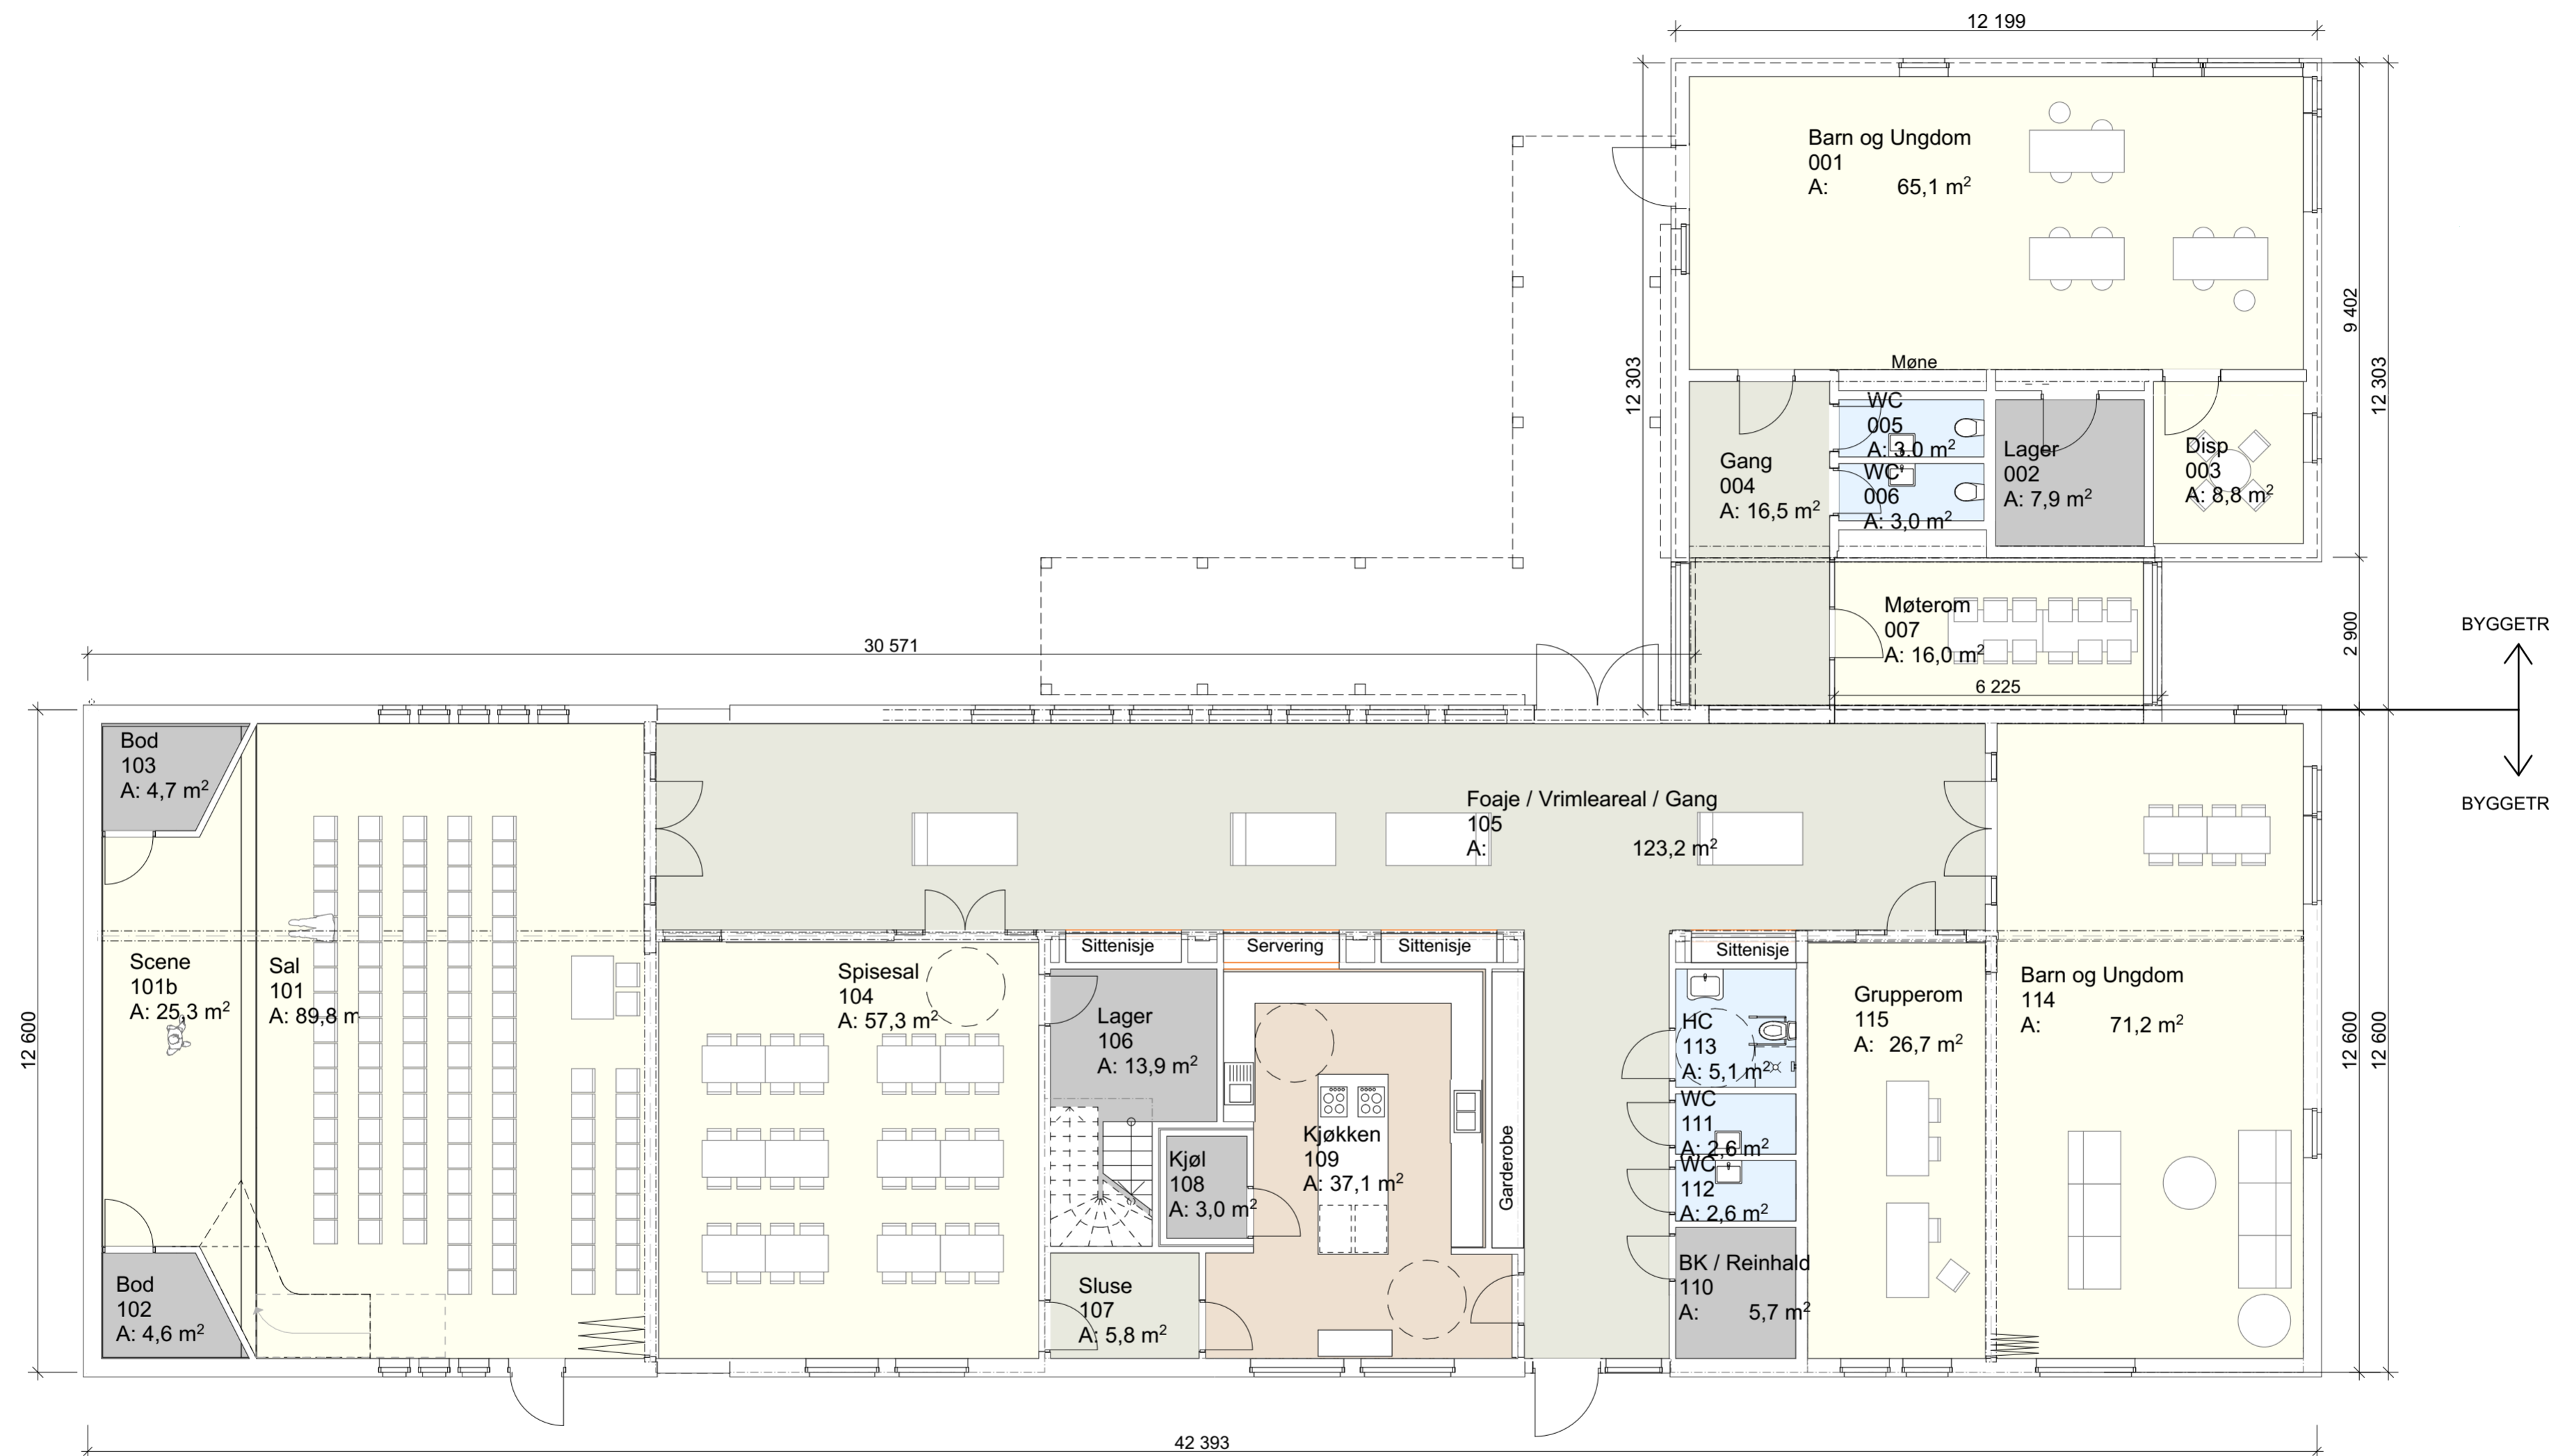 12 199
Barn og Ungdom
001
A: 65,1 m²
9 402
12 303
12 303
Møne
WC
005
A: 3,0 m²
WC
006
A: 3,0 m²
Gang
004
A: 16,5 m²
Lager
002
A: 7,9 m²
Disp
003
A: 8,8 m²
Møterom
007
A: 16,0 m²
2 900
6 225
30 571
BYGGETR
BYGGETR
Bod
103
A: 4,7 m²
Foaje / Vrimleareal / Gang
105
A: 123,2 m²
Sittenisje
Servering
Sittenisje
Sittenisje
Scene
101b
A: 25,3 m²
Sal
101
A: 89,8 m
Spisesal
104
A: 57,3 m²
Lager
106
A: 13,9 m²
HC
113
A: 5,1 m²
Grupperom
115
A: 26,7 m²
Barn og Ungdom
114
A: 71,2 m²
12 600
12 600
12 600
WC
111
A: 2,6 m²
WC
112
A: 2,6 m²
Kjøl
108
A: 3,0 m²
Kjøkken
109
A: 37,1 m²
Garderobe
Bod
102
A: 4,6 m²
Sluse
107
A: 5,8 m²
BK / Reinhald
110
A: 5,7 m²
42 393